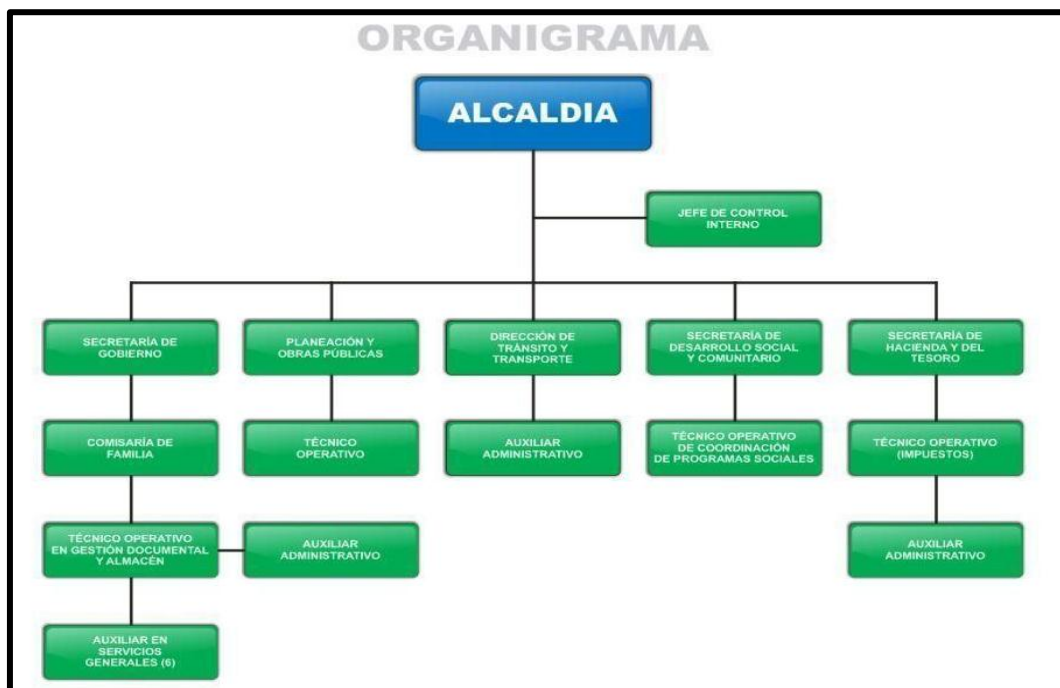 ORGANIGRAMA
ALCALDIA
JEFE DE CONTROL
INTERNO
SECRETARÍA DE
GOBIERNO
PLANEACIÓN Y
OBRAS PÚBLICAS
DIRECCIÓN DE
TRÁNSITO Y
TRANSPORTE
SECRETARÍA DE
DESARROLLO SOCIAL
Y COMUNITARIO
SECRETARÍA DE
HACIENDA Y DEL
TESORO
COMISARÍA DE
FAMILIA
TÉCNICO
OPERATIVO
AUXILIAR
ADMINISTRATIVO
TÉCNICO OPERATIVO
DE COORDINACIÓN
DE PROGRAMAS SOCIALES
TÉCNICO OPERATIVO
(IMPUESTOS)
TÉCNICO OPERATIVO
EN GESTIÓN DOCUMENTAL
Y ALMACÉN
AUXILIAR
ADMINISTRATIVO
AUXILIAR
ADMINISTRATIVO
AUXILIAR EN
SERVICIOS
GENERALES (6)